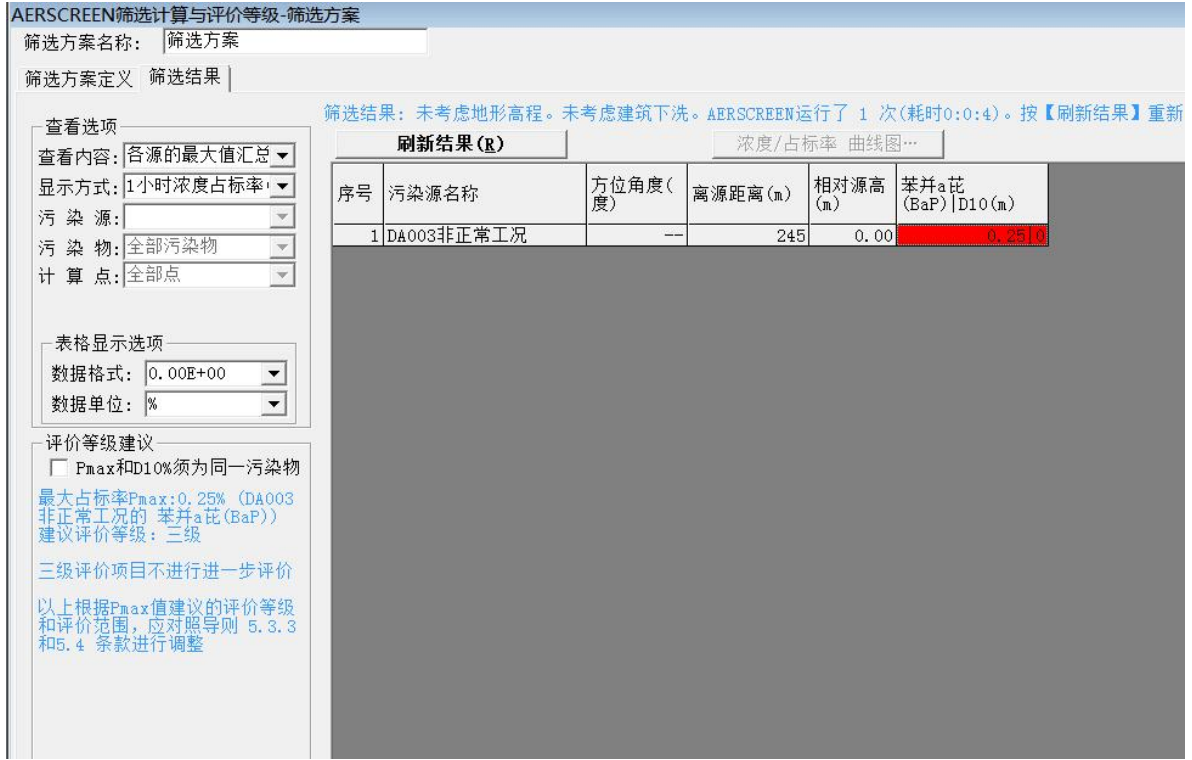 AERSCREEN筛选计算与评价等级-筛选方案
筛选方案名称: 筛选方案
筛选方案定义 筛选结果
筛选结果: 未考虑地形高程。未考虑建筑下洗。AERSCREEN运行了 1 次(耗时0:0:4)。按【刷新结果】重新
查看选项
查看内容: 各源的最大值汇总
显示方式: 1小时浓度占标率
污 染 源:
污 染 物: 全部污染物
计 算 点: 全部点
表格显示选项
数据格式: 0.00E+00
数据单位: %
评价等级建议
Pmax和D10%须为同一污染物
最大占标率Pmax:0.25% (DA003
非正常工况的 苯并a芘(BaP))
建议评价等级: 三级
三级评价项目不进行进一步评价
以上根据Pmax值建议的评价等级
和评价范围，应对照导则 5.3.3
和5.4 条款进行调整
刷新结果(R) 浓度/占标率 曲线图…
序号 污染源名称 方位角度(度) 离源距离(m) 相对源高(m) 苯并a芘(BaP)|D10(m)
1 DA003非正常工况 -- 245 0.00 0.25|0